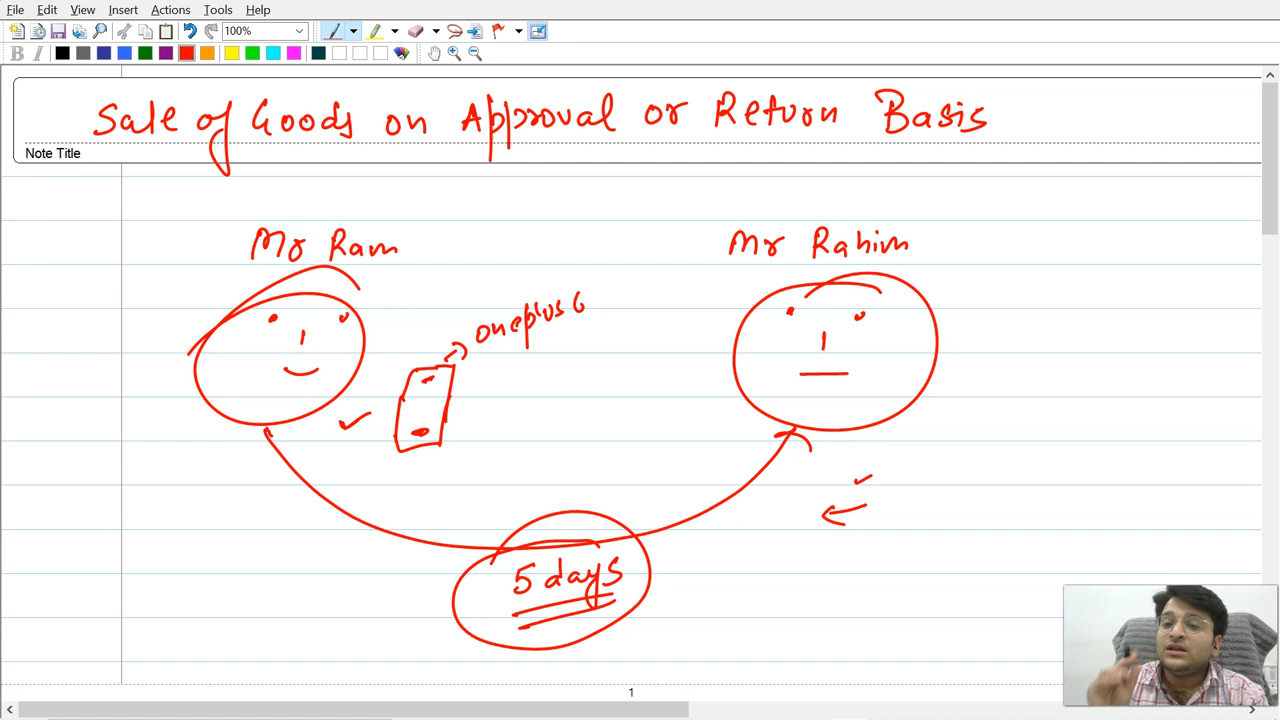 File Edit View Insert Actions Tools Help
100%
B I
Sale of Goods on Approval or Return Basis
Note Title
Mr Ram
Mr Rahim
oneplus 6
5 days
1